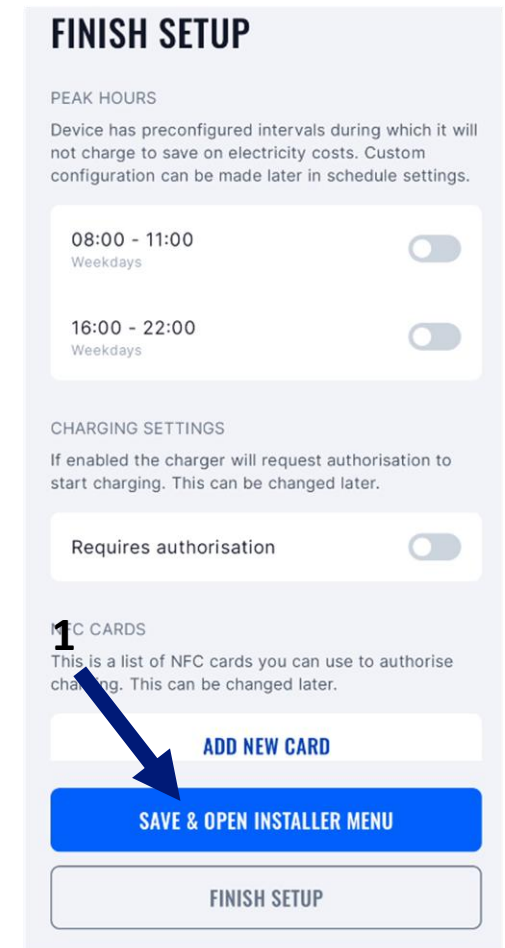 FINISH SETUP
PEAK HOURS
Device has preconfigured intervals during which it will
not charge to save on electricity costs. Custom
configuration can be made later in schedule settings.
08:00 - 11:00
Weekdays
16:00 - 22:00
Weekdays
CHARGING SETTINGS
If enabled the charger will request authorisation to
start charging. This can be changed later.
Requires authorisation
1
NFC CARDS
This is a list of NFC cards you can use to authorise
charging. This can be changed later.
ADD NEW CARD
SAVE & OPEN INSTALLER MENU
FINISH SETUP